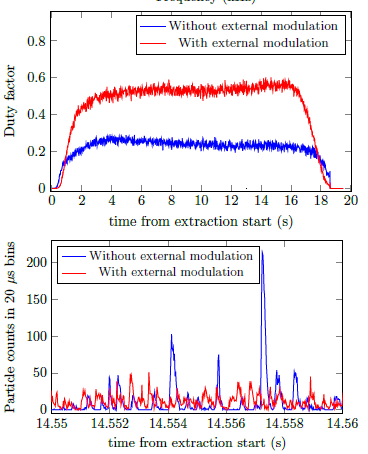 Without external modulation
With external modulation
Duty factor
0.8
0.6
0.4
0.2
0
0 2 4 6 8 10 12 14 16 18 20
time from extraction start (s)
Without external modulation
With external modulation
Particle counts in 20 μs bins
200
150
100
50
0
14.55 14.552 14.554 14.556 14.558 14.56
time from extraction start (s)